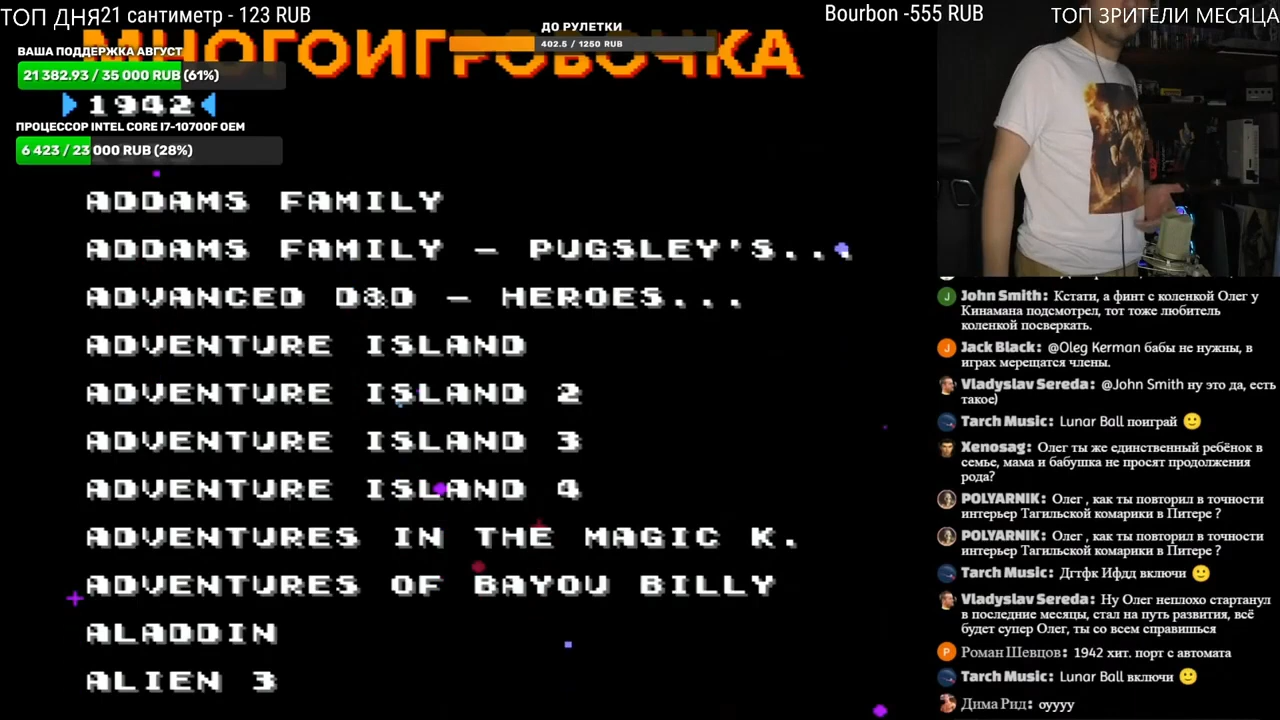 ТОП ДНЯ21 сантиметр - 123 RUB
Bourbon -555 RUB
ТОП ЗРИТЕЛИ МЕСЯЦА
ДО РУЛЕТКИ
402.5 / 1250 RUB
МНОГОИГРОВОЧКА
ВАША ПОДДЕРЖКА АВГУСТ
21 382.93 / 35 000 RUB (61%)
1942
ПРОЦЕССОР INTEL CORE I7-10700F OEM
6 423 / 23 000 RUB (28%)
ADDAMS FAMILY
ADDAMS FAMILY – PUGSLEY'S...
ADVANCED D&D – HEROES...
ADVENTURE ISLAND
ADVENTURE ISLAND 2
ADVENTURE ISLAND 3
ADVENTURE ISLAND 4
ADVENTURES IN THE MAGIC K.
ADVENTURES OF BAYOU BILLY
ALADDIN
ALIEN 3
John Smith: Кстати, а финт с коленкой Олег у
Кинамана подсмотрел, тот тоже любитель
коленкой посверкать.
Jack Black: @Oleg Kerman бабы не нужны, в
играх мерещатся члены.
Vladyslav Sereda: @John Smith ну это да, есть
такое)
Tarch Music: Lunar Ball поиграй
Xenosag: Олег ты же единственный ребёнок в
семье, мама и бабушка не просят продолжения
рода?
POLYARNIK: Олег , как ты повторил в точности
интерьер Тагильской комарики в Питере ?
POLYARNIK: Олег , как ты повторил в точности
интерьер Тагильской комарики в Питере ?
Tarch Music: Дгтфк Ифдд включи
Vladyslav Sereda: Ну Олег неплохо стартанул
в последние месяцы, стал на путь развития, всё
будет супер Олег, ты со всем справишься
Роман Шевцов: 1942 хит. порт с автомата
Tarch Music: Lunar Ball включи
Дима Рид: оуууу